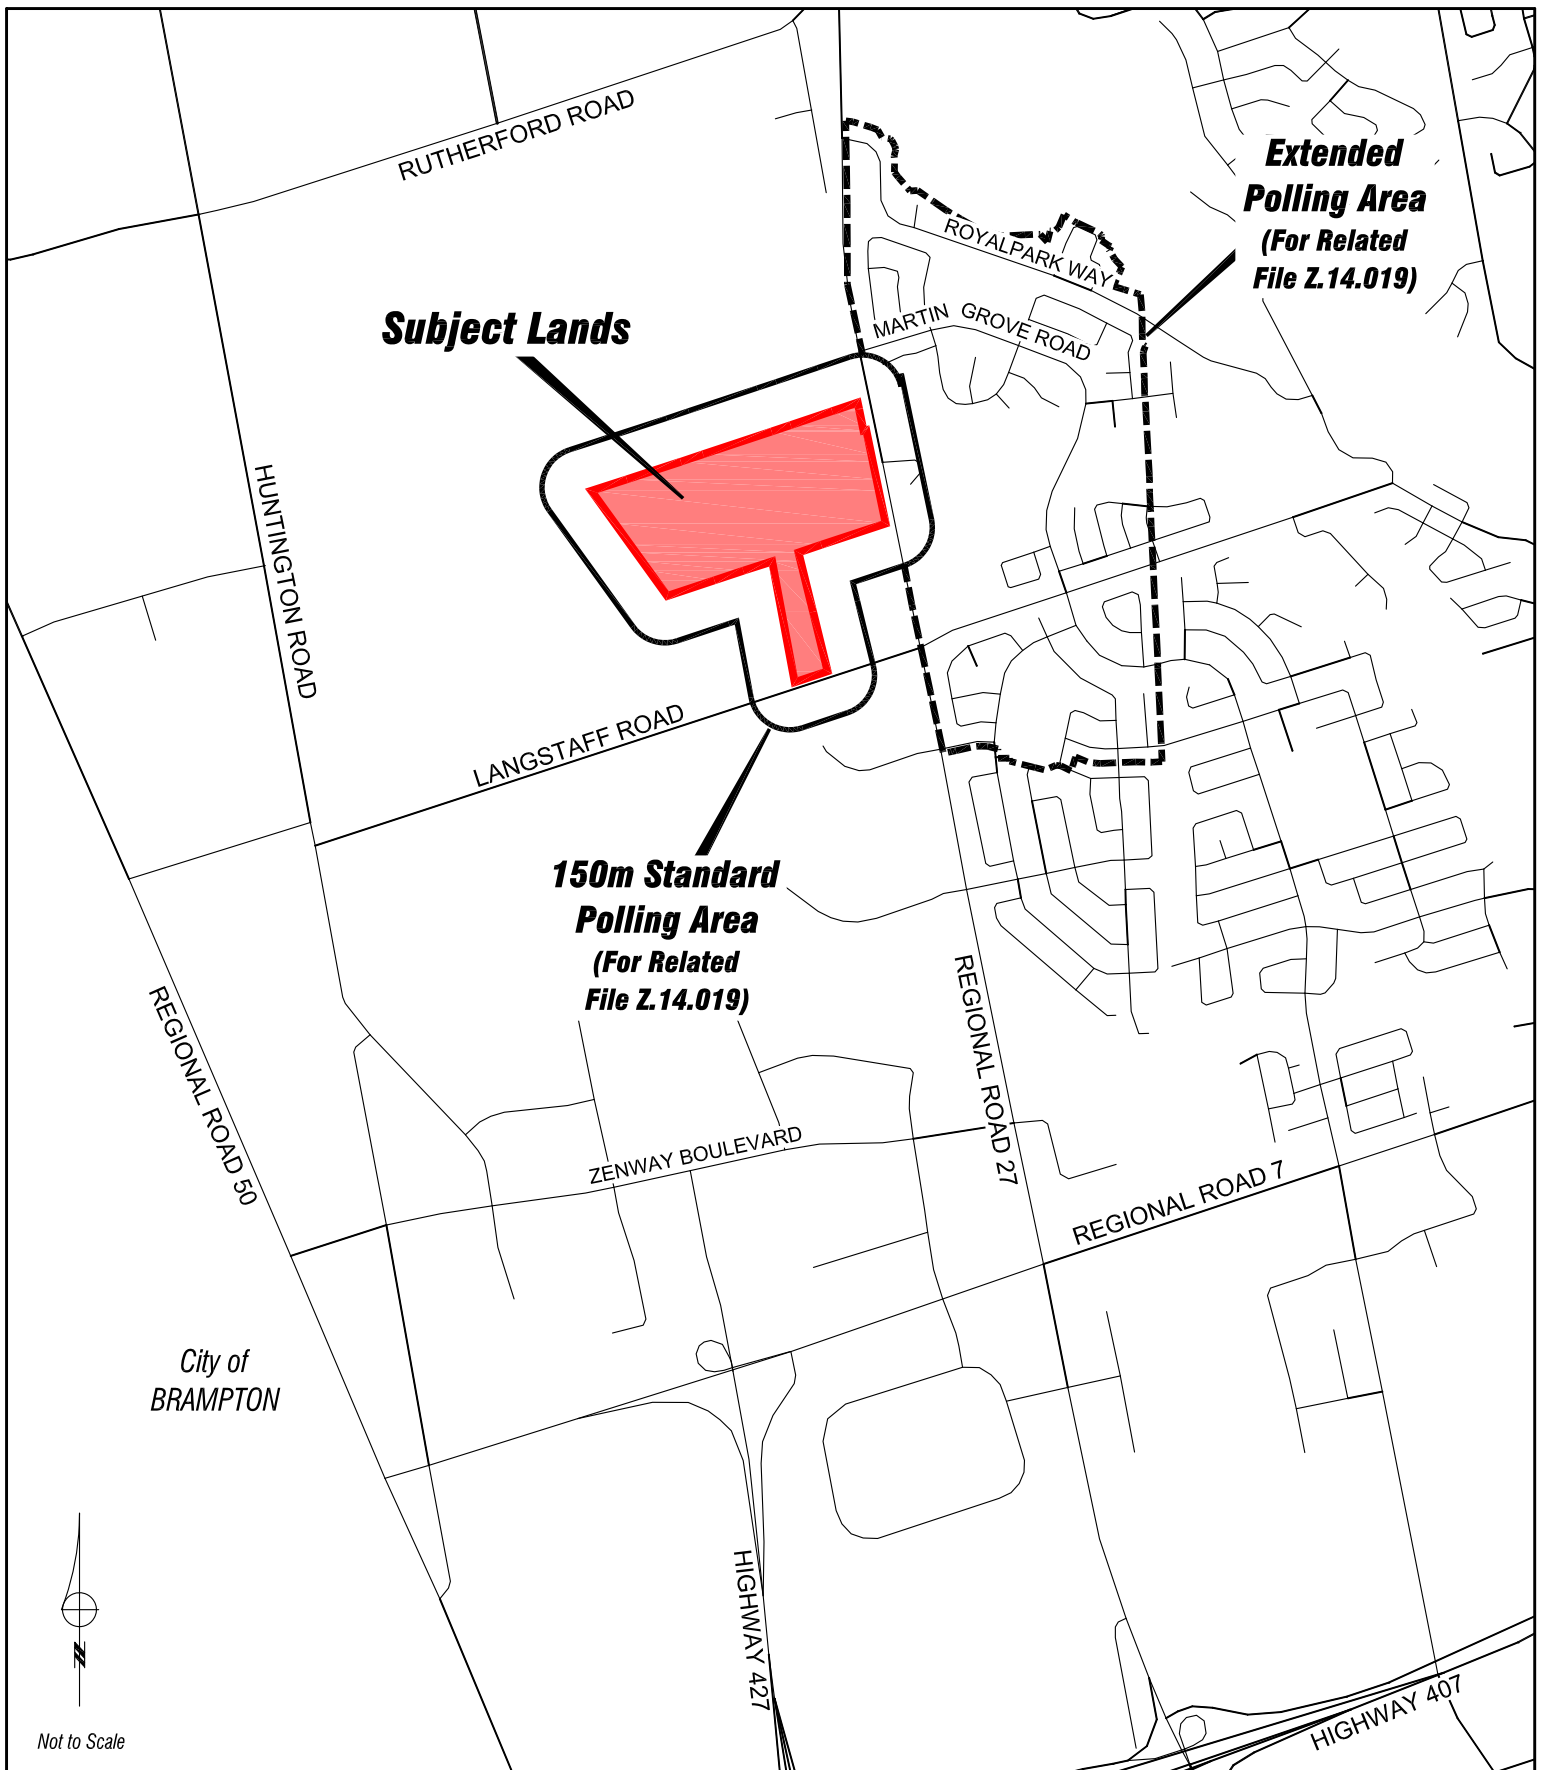 RUTHERFORD ROAD
Extended
Polling Area
(For Related
File Z.14.019)
ROYALPARK WAY
MARTIN GROVE ROAD
Subject Lands
HUNTINGTON ROAD
LANGSTAFF ROAD
150m Standard
Polling Area
(For Related
File Z.14.019)
REGIONAL ROAD 50
REGIONAL ROAD 27
ZENWAY BOULEVARD
REGIONAL ROAD 7
City of
BRAMPTON
HIGHWAY 427
HIGHWAY 407
N
Not to Scale